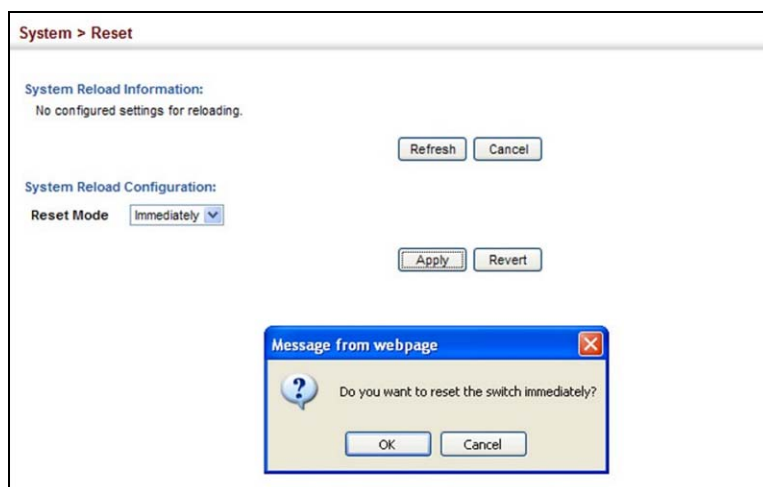 System > Reset
System Reload Information:
No configured settings for reloading.
Refresh Cancel
System Reload Configuration:
Reset Mode Immediately
Apply Revert
Message from webpage
Do you want to reset the switch immediately?
OK Cancel